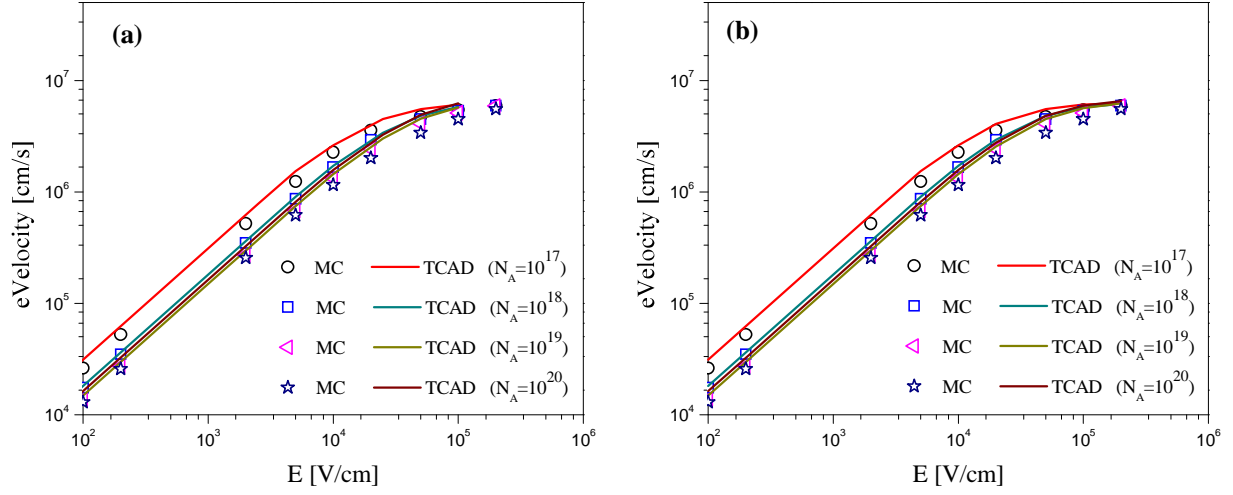 (a)
eVelocity [cm/s]
10^7
10^6
10^5
10^4
MC TCAD (N_A=10^17)
MC TCAD (N_A=10^18)
MC TCAD (N_A=10^19)
MC TCAD (N_A=10^20)
10^2 10^3 10^4 10^5 10^6
E [V/cm]
(b)
eVelocity [cm/s]
10^7
10^6
10^5
10^4
MC TCAD (N_A=10^17)
MC TCAD (N_A=10^18)
MC TCAD (N_A=10^19)
MC TCAD (N_A=10^20)
10^2 10^3 10^4 10^5 10^6
E [V/cm]